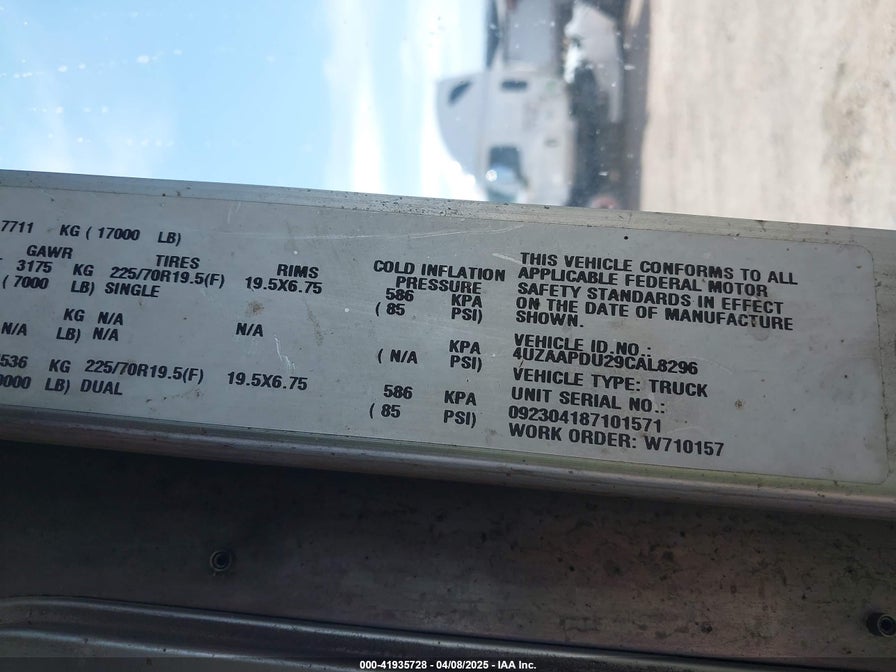 7711 KG ( 17000 LB)
GAWR TIRES RIMS COLD INFLATION PRESSURE
3175 KG 225/70R19.5(F) 19.5X6.75 586 KPA
( 7000 LB) SINGLE ( 85 PSI)
KG N/A KPA
N/A LB) N/A N/A ( N/A PSI)
536 KG 225/70R19.5(F) 19.5X6.75 586 KPA
0000 LB) DUAL ( 85 PSI)
THIS VEHICLE CONFORMS TO ALL
APPLICABLE FEDERAL MOTOR
SAFETY STANDARDS IN EFFECT
ON THE DATE OF MANUFACTURE
SHOWN.
VEHICLE ID NO.:
4UZAAPDU29CAL8296
VEHICLE TYPE: TRUCK
UNIT SERIAL NO.:
092304187101571
WORK ORDER: W710157
000-41935728 - 04/08/2025 - IAA Inc.